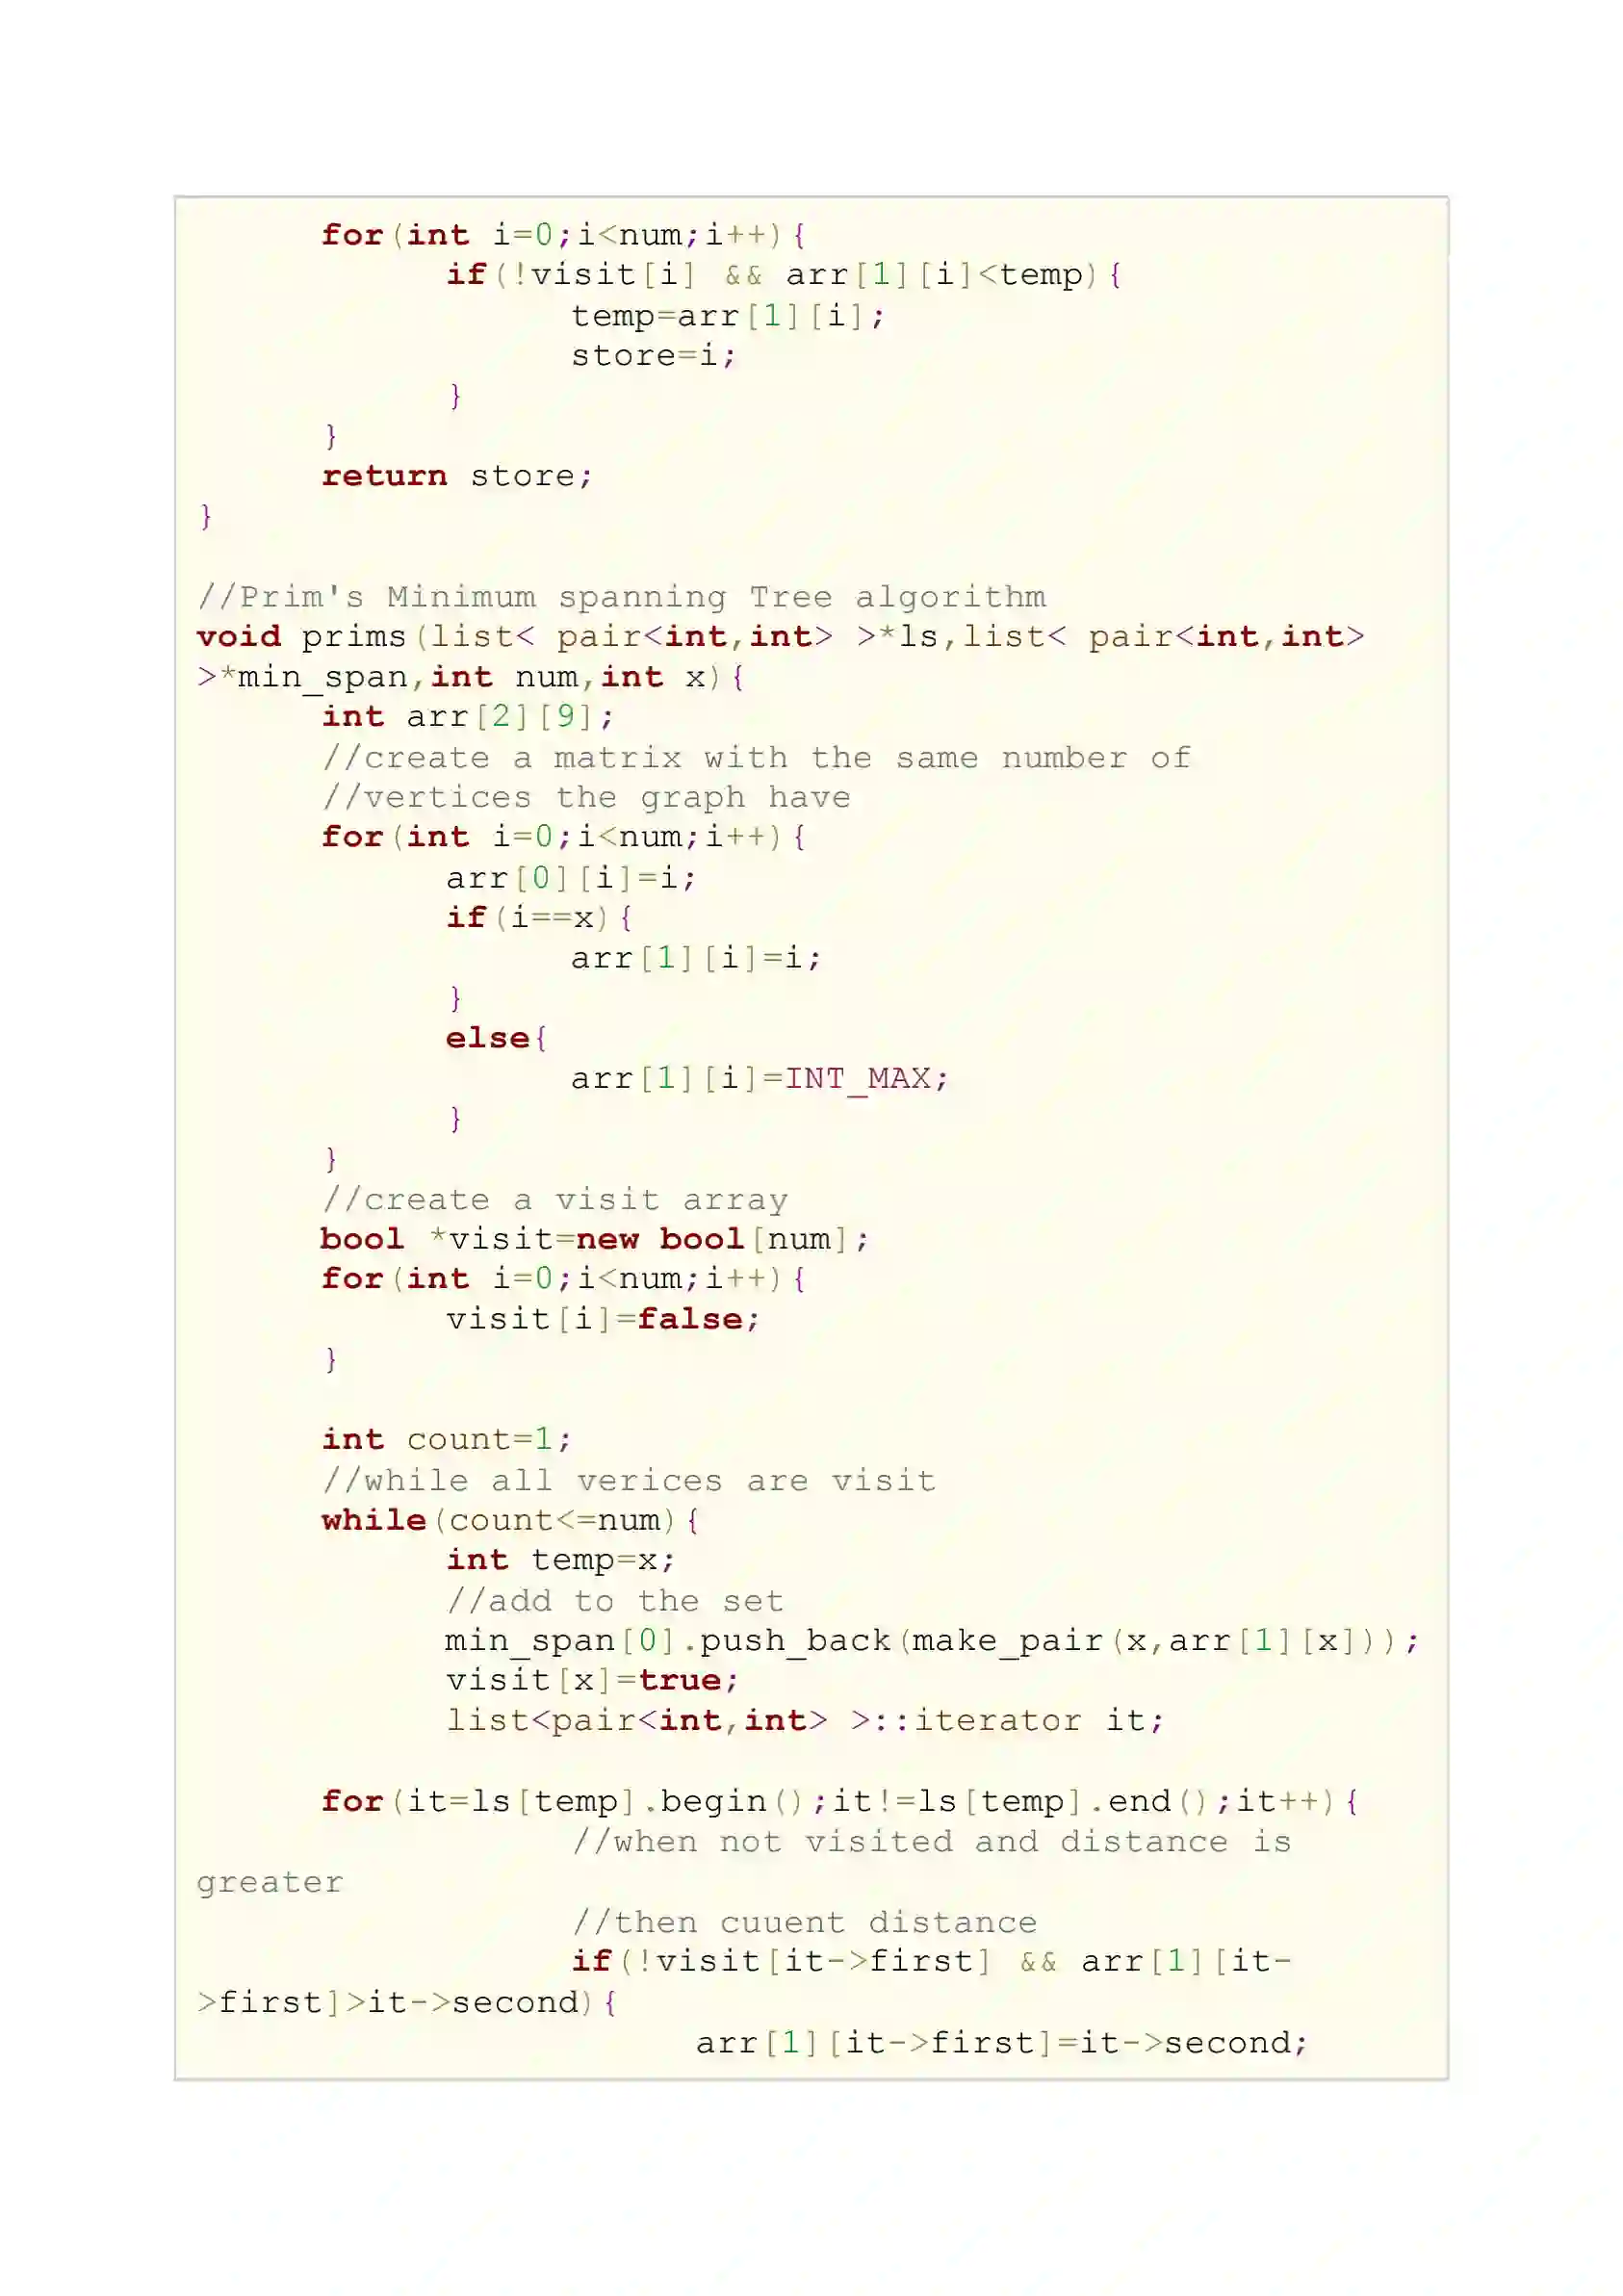 for(int i=0;i<num;i++){
if(!visit[i] && arr[1][i]<temp){
temp=arr[1][i];
store=i;
}
}
return store;
}
//Prim's Minimum spanning Tree algorithm
void prims(list< pair<int,int> >*ls,list< pair<int,int>
>*min_span,int num,int x){
int arr[2][9];
//create a matrix with the same number of
//vertices the graph have
for(int i=0;i<num;i++){
arr[0][i]=i;
if(i==x){
arr[1][i]=i;
}
else{
arr[1][i]=INT_MAX;
}
}
//create a visit array
bool *visit=new bool[num];
for(int i=0;i<num;i++){
visit[i]=false;
}
int count=1;
//while all verices are visit
while(count<=num){
int temp=x;
//add to the set
min_span[0].push_back(make_pair(x,arr[1][x]));
visit[x]=true;
list<pair<int,int> >::iterator it;
for(it=ls[temp].begin();it!=ls[temp].end();it++){
//when not visited and distance is
greater
//then cuuent distance
if(!visit[it->first] && arr[1][it-
>first]>it->second){
arr[1][it->first]=it->second;